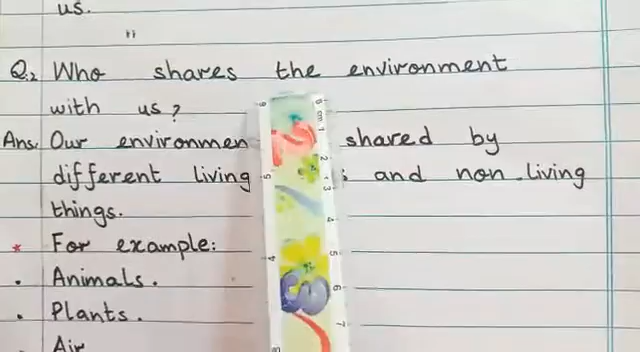 us.
"
Q.2 Who shares the environment
with us?
Ans: Our environmen shared by
different living and non-living
things.
* For example:
• Animals.
• Plants.
Air